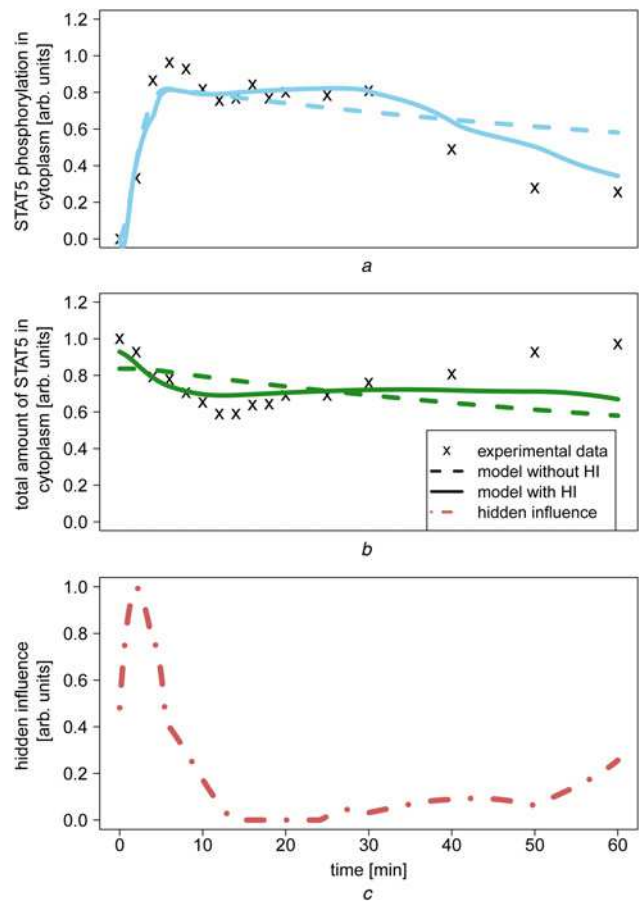 STAT5 phosphorylation in
cytoplasm [arb. units]
1.2
1.0
0.8
0.6
0.4
0.2
0.0
a
total amount of STAT5 in
cytoplasm [arb. units]
1.2
1.0
0.8
0.6
0.4
0.2
0.0
x experimental data
model without HI
model with HI
hidden influence
b
hidden influence
[arb. units]
1.0
0.8
0.6
0.4
0.2
0.0
0 10 20 30 40 50 60
time [min]
c